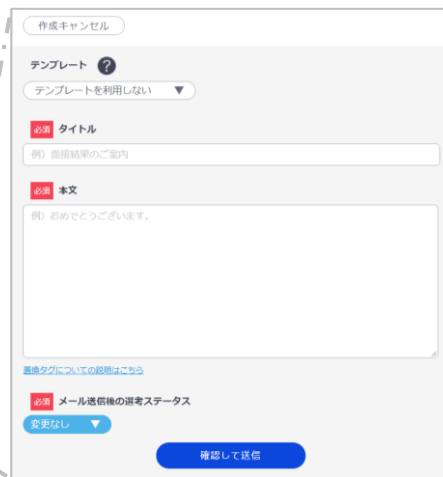 作成キャンセル
テンプレート ?
テンプレートを利用しない ▼
必須 タイトル
例）面接結果のご案内
必須 本文
例）おめでとうございます。
置換タグについての説明はこちら
必須 メール送信後の選考ステータス
変更なし ▼
確認して送信